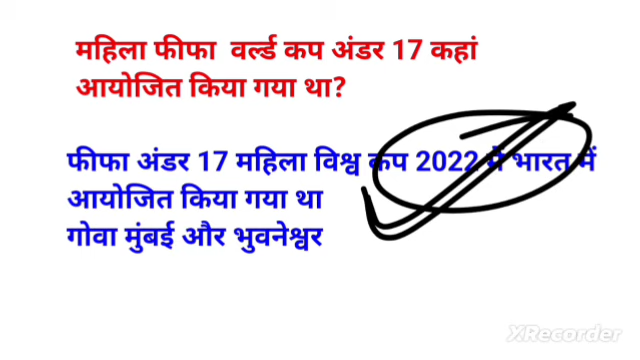 महिला फीफा वर्ल्ड कप अंडर 17 कहां
आयोजित किया गया था?
फीफा अंडर 17 महिला विश्व कप 2022 में भारत में
आयोजित किया गया था
गोवा मुंबई और भुवनेश्वर
XRecorder